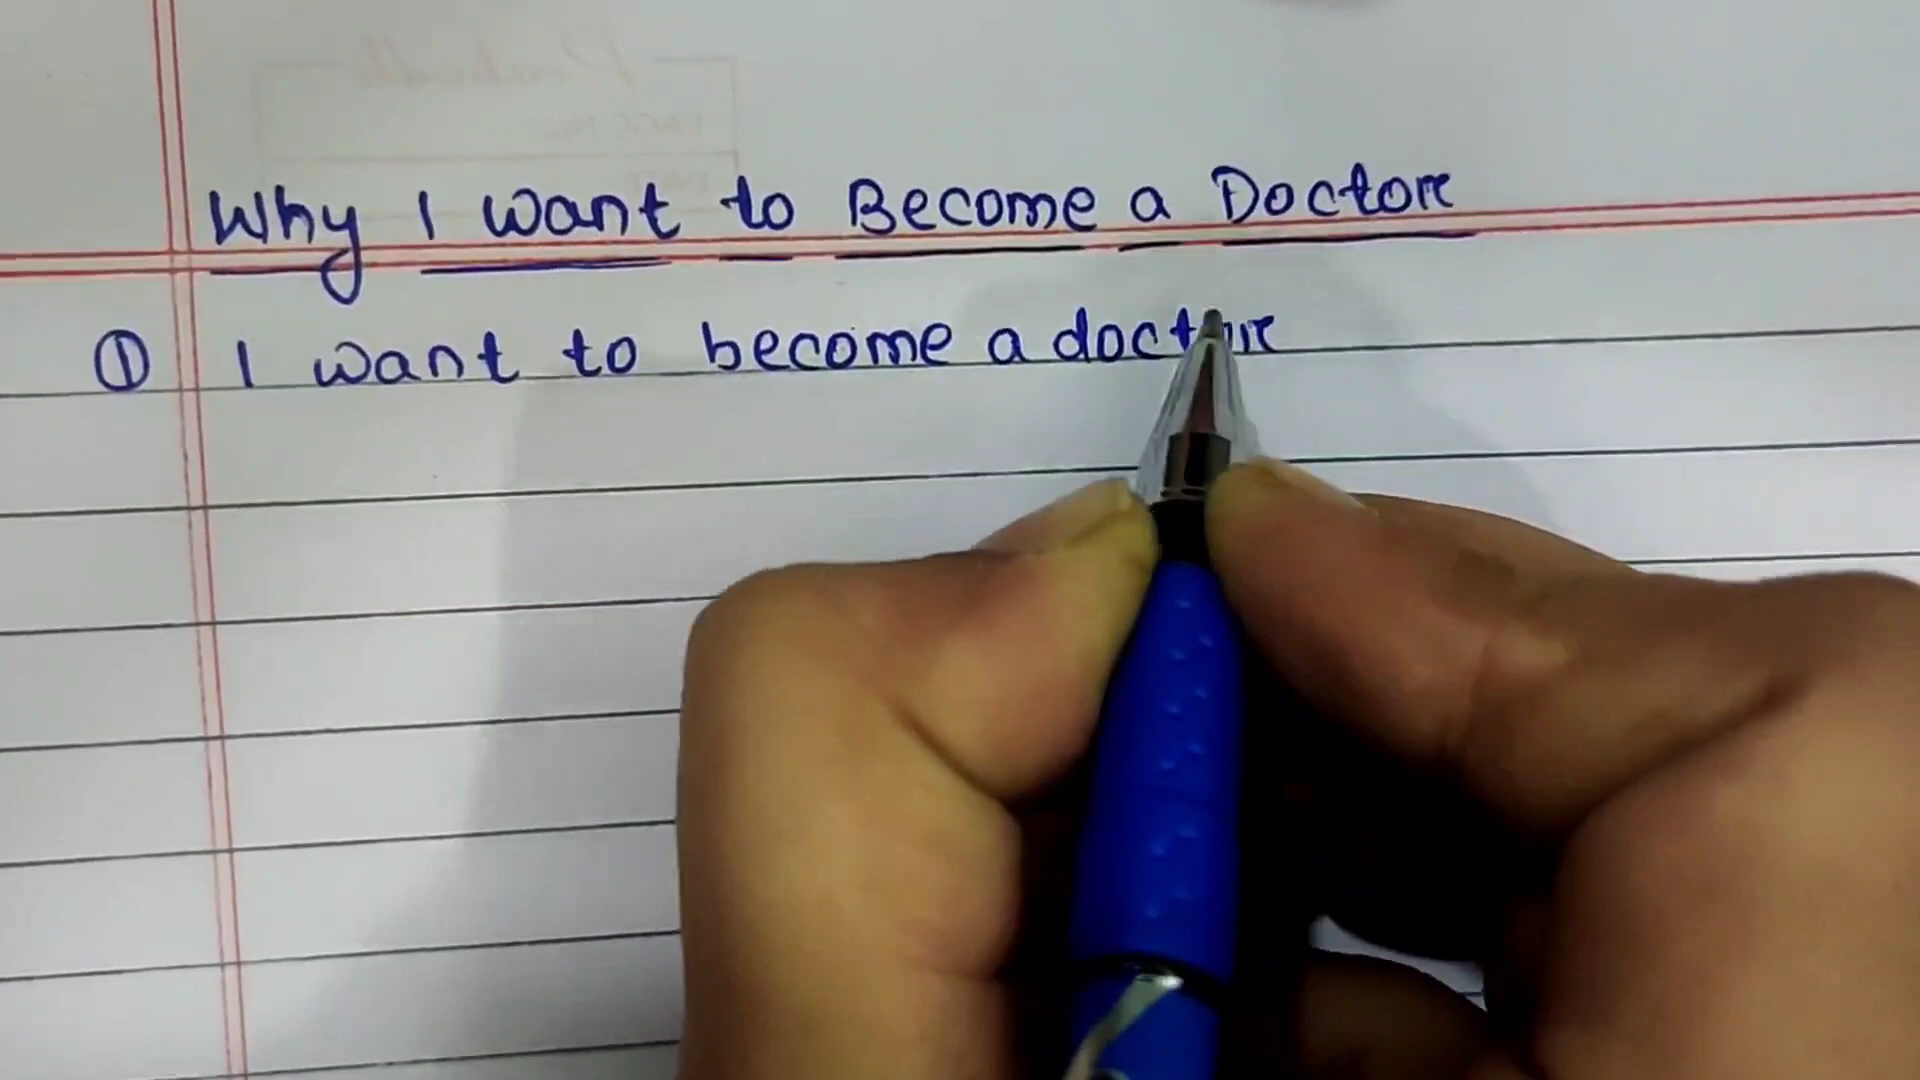 Why I want to Become a Doctor
① I want to become a doctor